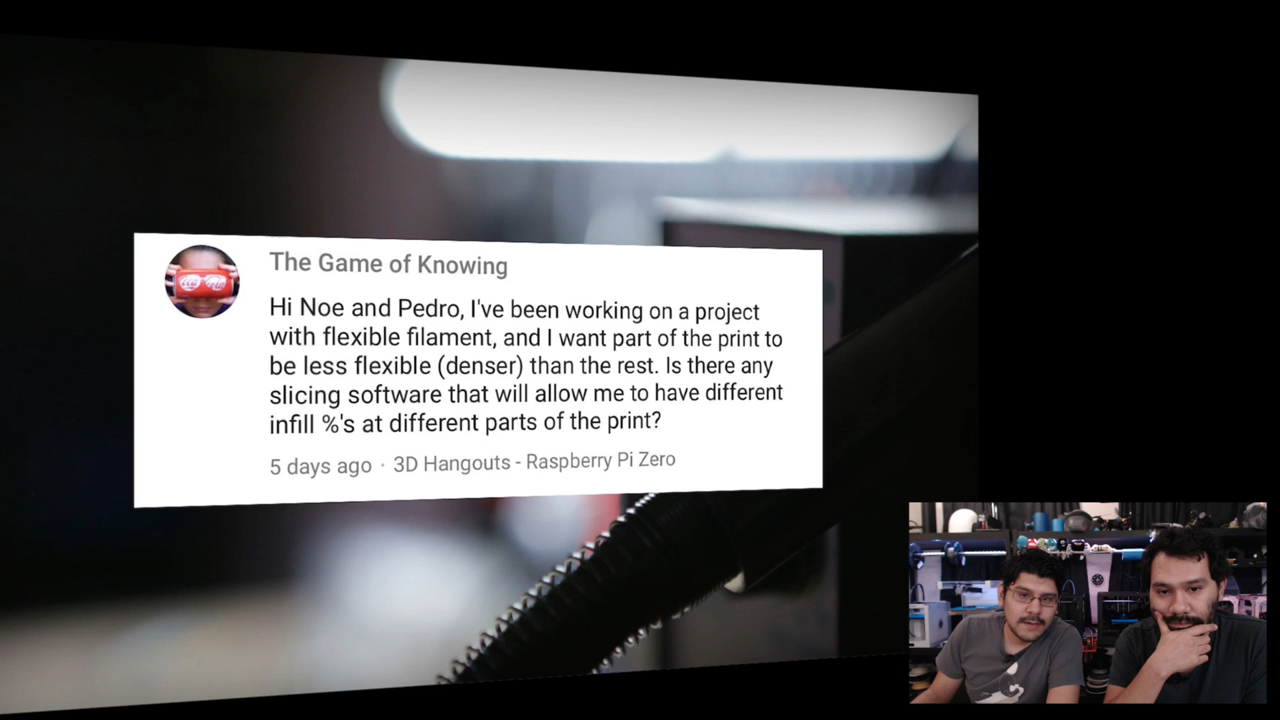 The Game of Knowing
Hi Noe and Pedro, I've been working on a project
with flexible filament, and I want part of the print to
be less flexible (denser) than the rest. Is there any
slicing software that will allow me to have different
infill %'s at different parts of the print?
5 days ago · 3D Hangouts - Raspberry Pi Zero